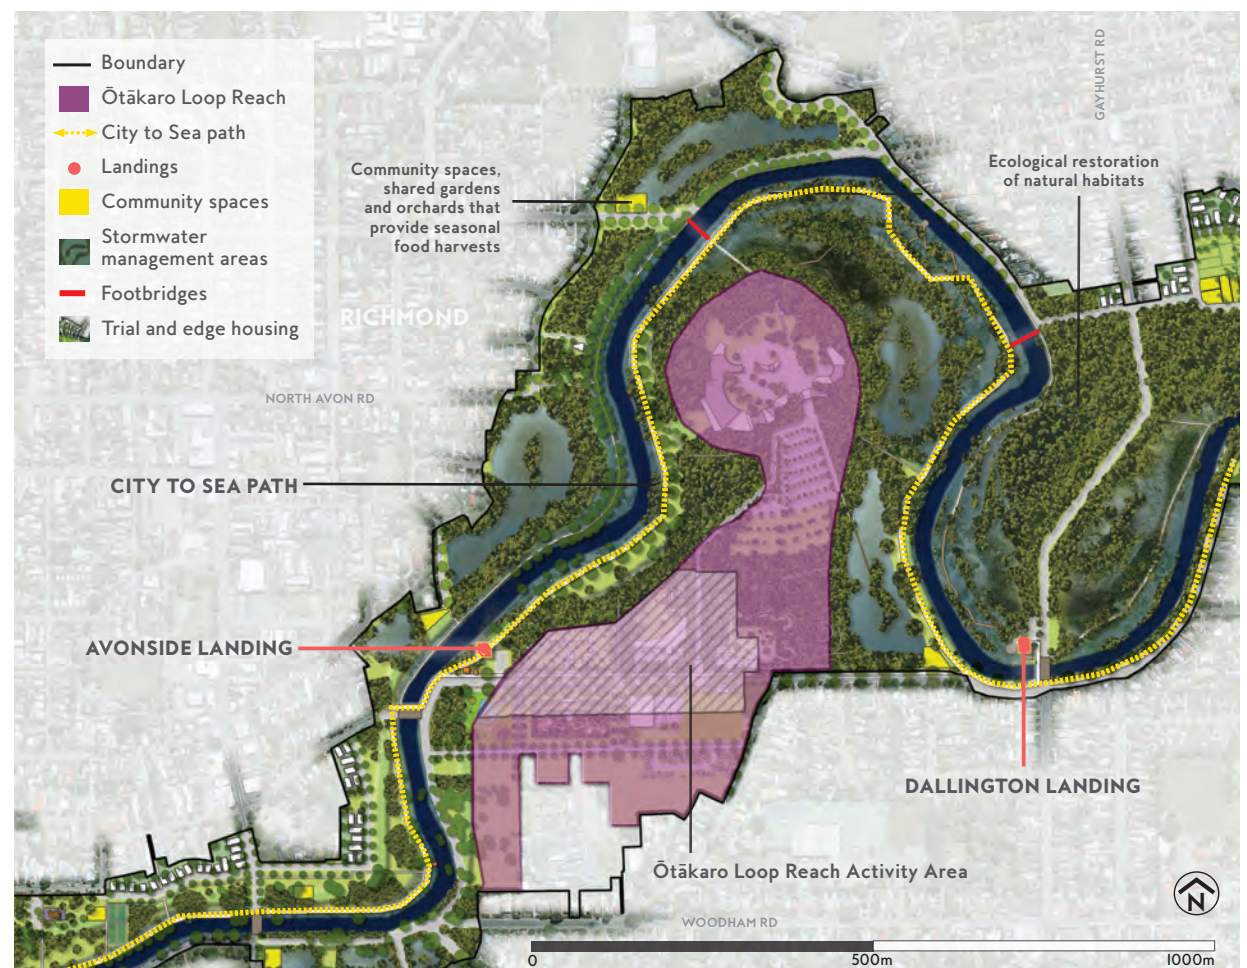 Boundary
Ōtākaro Loop Reach
City to Sea path
Landings
Community spaces
Stormwater
management areas
Footbridges
Trial and edge housing
GAYHURST RD
Community spaces,
shared gardens
and orchards that
provide seasonal
food harvests
Ecological restoration
of natural habitats
RICHMOND
NORTH AVON RD
CITY TO SEA PATH
AVONSIDE LANDING
DALLINGTON LANDING
Ōtākaro Loop Reach Activity Area
WOODHAM RD
N
0
500m
1000m